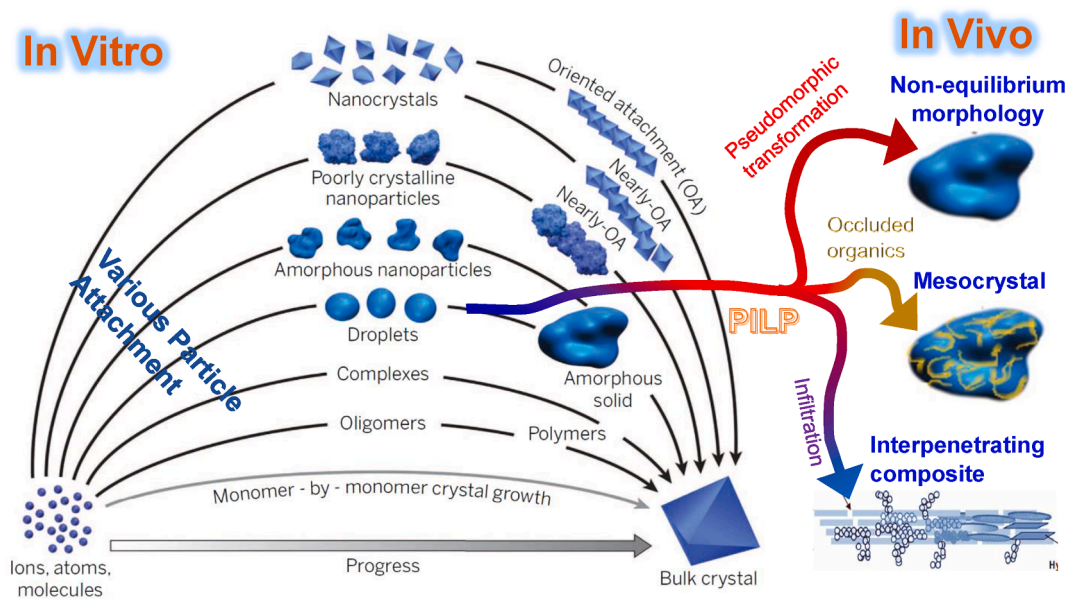 In Vitro
In Vivo
Nanocrystals
Oriented attachment (OA)
Poorly crystalline
nanoparticles
Nearly-OA
Nearly-OA
Amorphous nanoparticles
Various Particle
Attachment
Droplets
Amorphous
solid
Complexes
Oligomers
Polymers
Monomer - by - monomer crystal growth
Progress
Ions, atoms,
molecules
Bulk crystal
PILP
Pseudomorphic
transformation
Non-equilibrium
morphology
Occluded
organics
Mesocrystal
Infiltration
Interpenetrating
composite
Hy